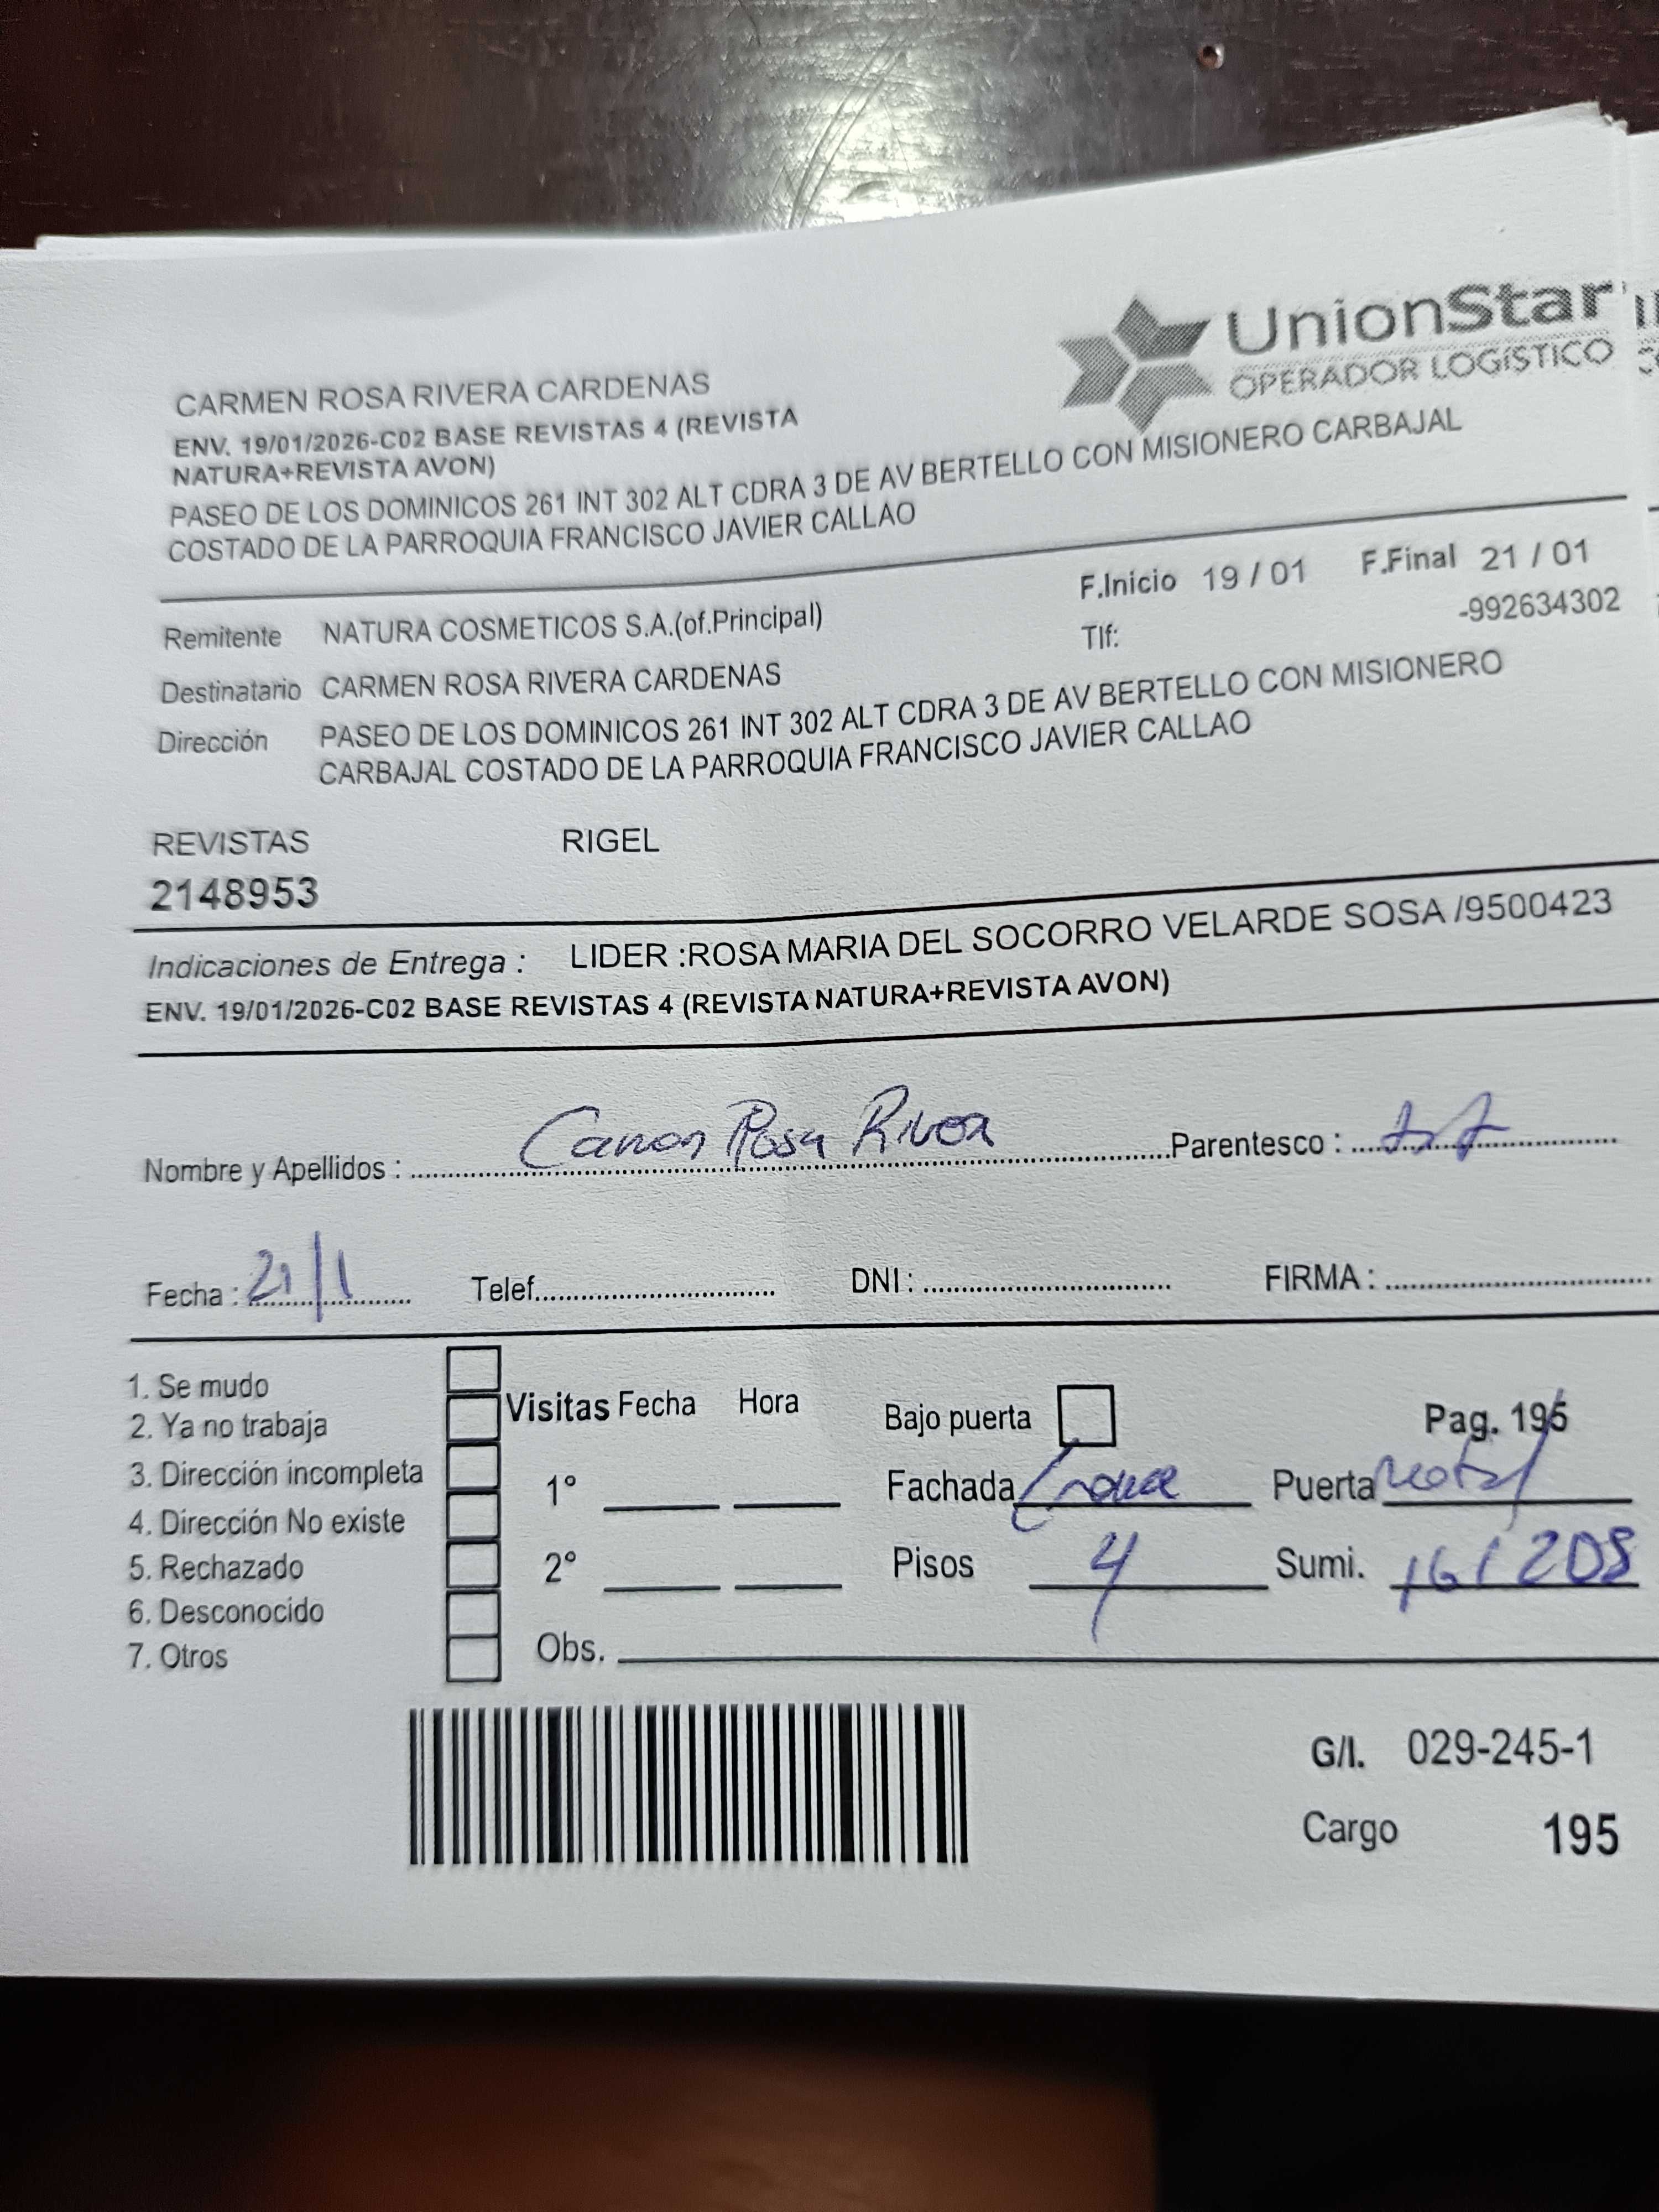 UnionStar
OPERADOR LOGÍSTICO
CARMEN ROSA RIVERA CARDENAS
ENV. 19/01/2026-C02 BASE REVISTAS 4 (REVISTA
NATURA+REVISTA AVON)
PASEO DE LOS DOMINICOS 261 INT 302 ALT CDRA 3 DE AV BERTELLO CON MISIONERO CARBAJAL
COSTADO DE LA PARROQUIA FRANCISCO JAVIER CALLAO
F.Inicio 19 / 01 F.Final 21 / 01
Remitente NATURA COSMETICOS S.A.(of.Principal) Tlf: -992634302
Destinatario CARMEN ROSA RIVERA CARDENAS
Dirección PASEO DE LOS DOMINICOS 261 INT 302 ALT CDRA 3 DE AV BERTELLO CON MISIONERO
CARBAJAL COSTADO DE LA PARROQUIA FRANCISCO JAVIER CALLAO
REVISTAS RIGEL
2148953
Indicaciones de Entrega : LIDER :ROSA MARIA DEL SOCORRO VELARDE SOSA /9500423
ENV. 19/01/2026-C02 BASE REVISTAS 4 (REVISTA NATURA+REVISTA AVON)
Nombre y Apellidos : Carmen Rosa Rivera Parentesco :
Fecha : 21/1 Telef. DNI : FIRMA :
1. Se mudo
2. Ya no trabaja
3. Dirección incompleta
4. Dirección No existe
5. Rechazado
6. Desconocido
7. Otros
Visitas Fecha Hora
1°
2°
Obs.
Bajo puerta Pag. 195
Fachada Puerta
Pisos 4 Sumi. 161208
G/I. 029-245-1
Cargo 195